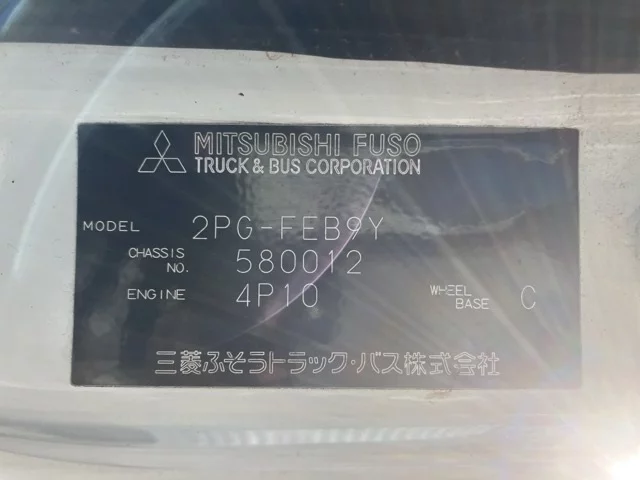 MITSUBISHI FUSO
TRUCK & BUS CORPORATION
MODEL 2PG-FEB9Y
CHASSIS NO. 580012
ENGINE 4P10 WHEEL BASE C
三菱ふそうトラック・バス株式会社